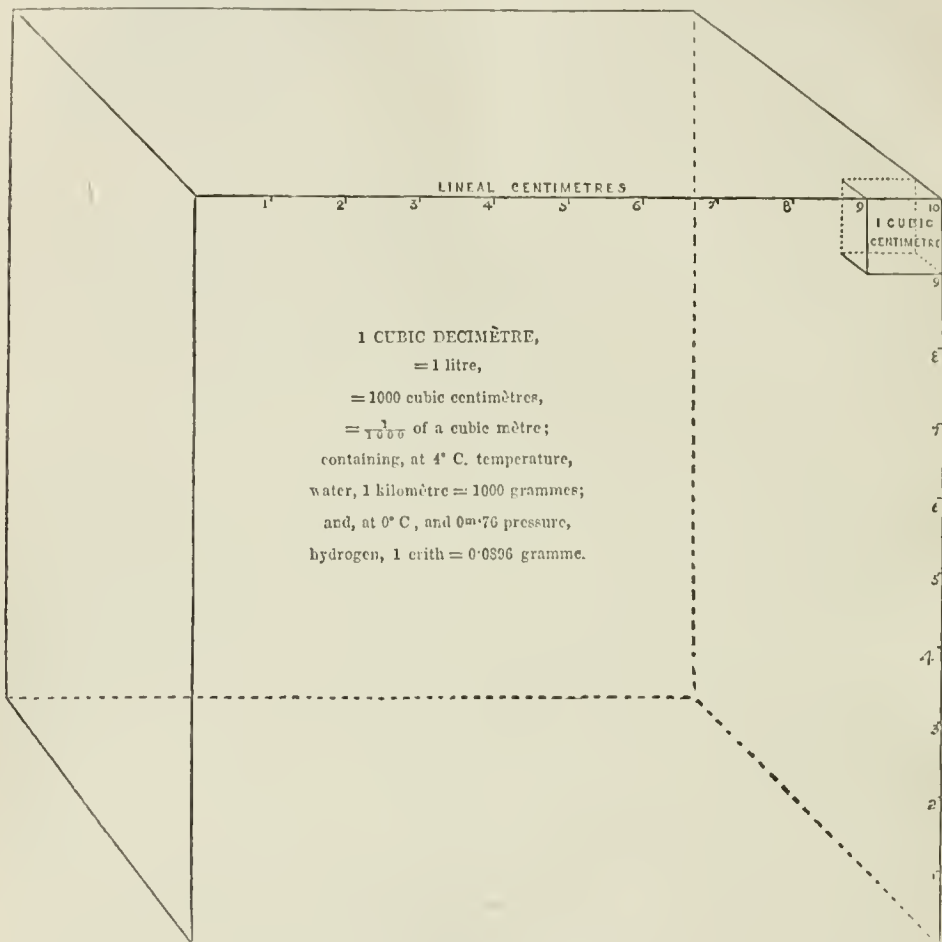 LINEAL CENTIMETRES
1 2 3 4 5 6 7 8 9 10
1 CUBIC
CENTIMÈTRE
9
8
7
6
5
4
3
2
1
1 CUBIC DECIMÈTRE,
= 1 litre,
= 1000 cubic centimètres,
= 1/1000 of a cubic mètre;
containing, at 4° C. temperature,
water, 1 kilomètre = 1000 grammes;
and, at 0° C, and 0m·76 pressure,
hydrogen, 1 crith = 0·0896 gramme.